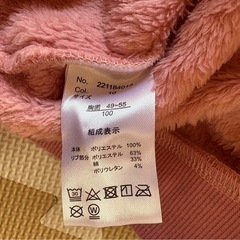 No. 221184018
Col. 10
サイズ
胸囲 49~55
100
組成表示
本体 ポリエステル 100%
リブ部分 ポリエステル 63%
綿 33%
ポリウレタン 4%